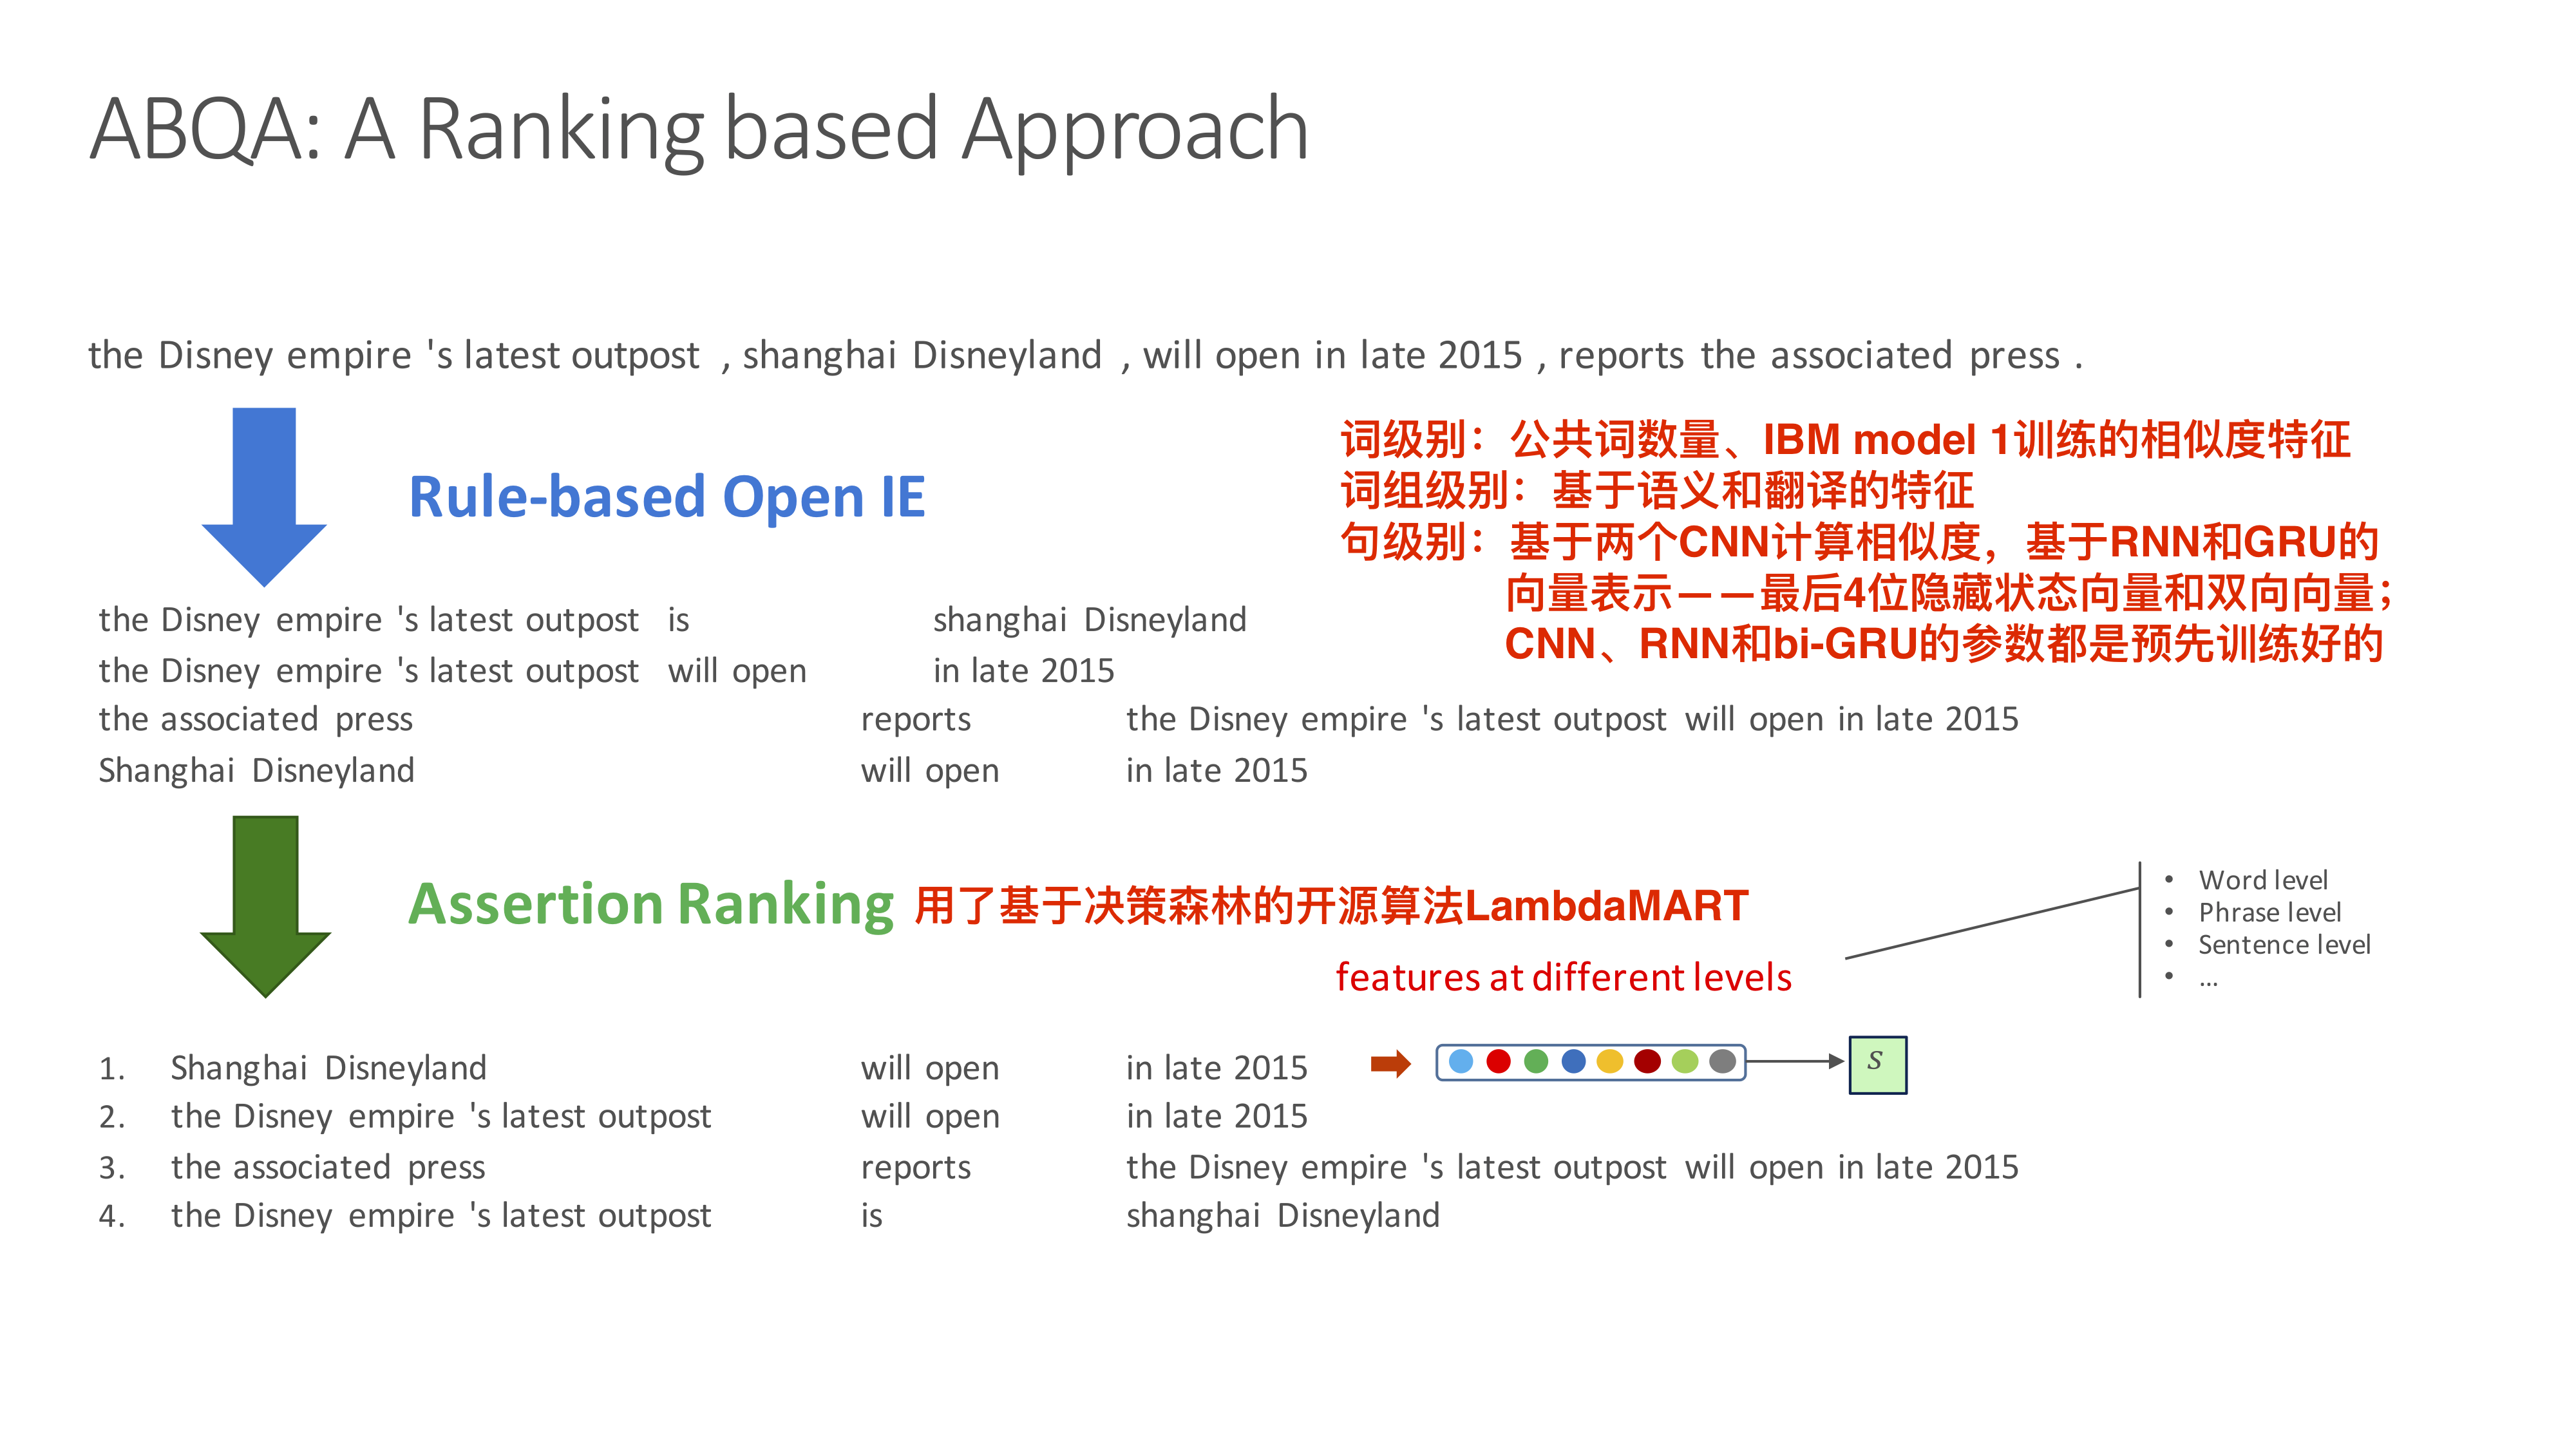 ABQA: A Ranking based Approach
the Disney empire 's latest outpost , shanghai Disneyland , will open in late 2015 , reports the associated press .
词级别：公共词数量、IBM model 1训练的相似度特征
词组级别：基于语义和翻译的特征
句级别：基于两个CNN计算相似度，基于RNN和GRU的
向量表示——最后4位隐藏状态向量和双向向量；
CNN、RNN和bi-GRU的参数都是预先训练好的
Rule-based Open IE
the Disney empire 's latest outpost is shanghai Disneyland
the Disney empire 's latest outpost will open in late 2015
the associated press reports the Disney empire 's latest outpost will open in late 2015
Shanghai Disneyland will open in late 2015
Assertion Ranking 用了基于决策森林的开源算法LambdaMART
• Word level
• Phrase level
• Sentence level
• ...
features at different levels
1. Shanghai Disneyland will open in late 2015
S
2. the Disney empire 's latest outpost will open in late 2015
3. the associated press reports the Disney empire 's latest outpost will open in late 2015
4. the Disney empire 's latest outpost is shanghai Disneyland